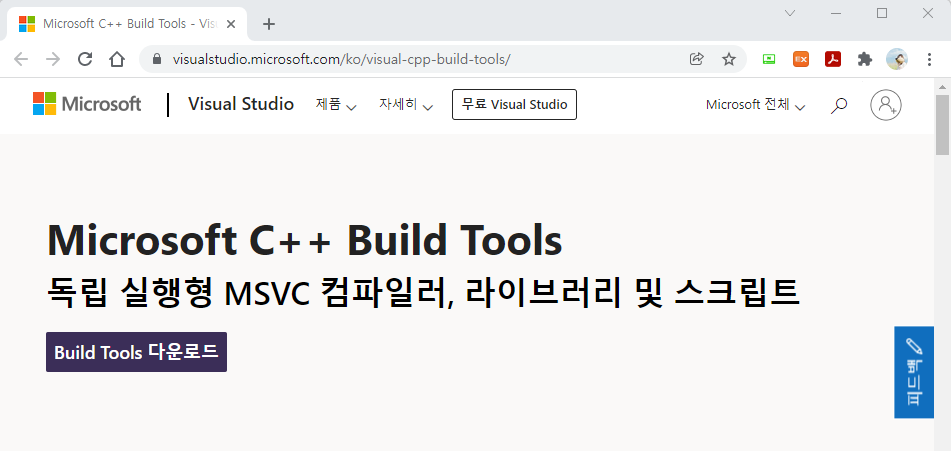 Microsoft C++ Build Tools - Vis
visualstudio.microsoft.com/ko/visual-cpp-build-tools/
Microsoft | Visual Studio 제품 자세히 무료 Visual Studio Microsoft 전체
Microsoft C++ Build Tools
독립 실행형 MSVC 컴파일러, 라이브러리 및 스크립트
Build Tools 다운로드
피드백